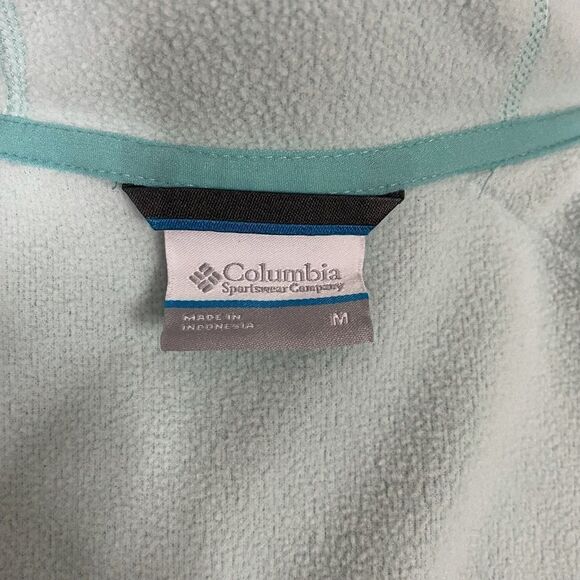 Columbia
Sportswear Company
MADE IN
INDONESIA
M